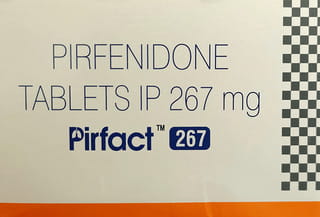 PIRFENIDONE
TABLETS IP 267 mg
Pirfact™ 267